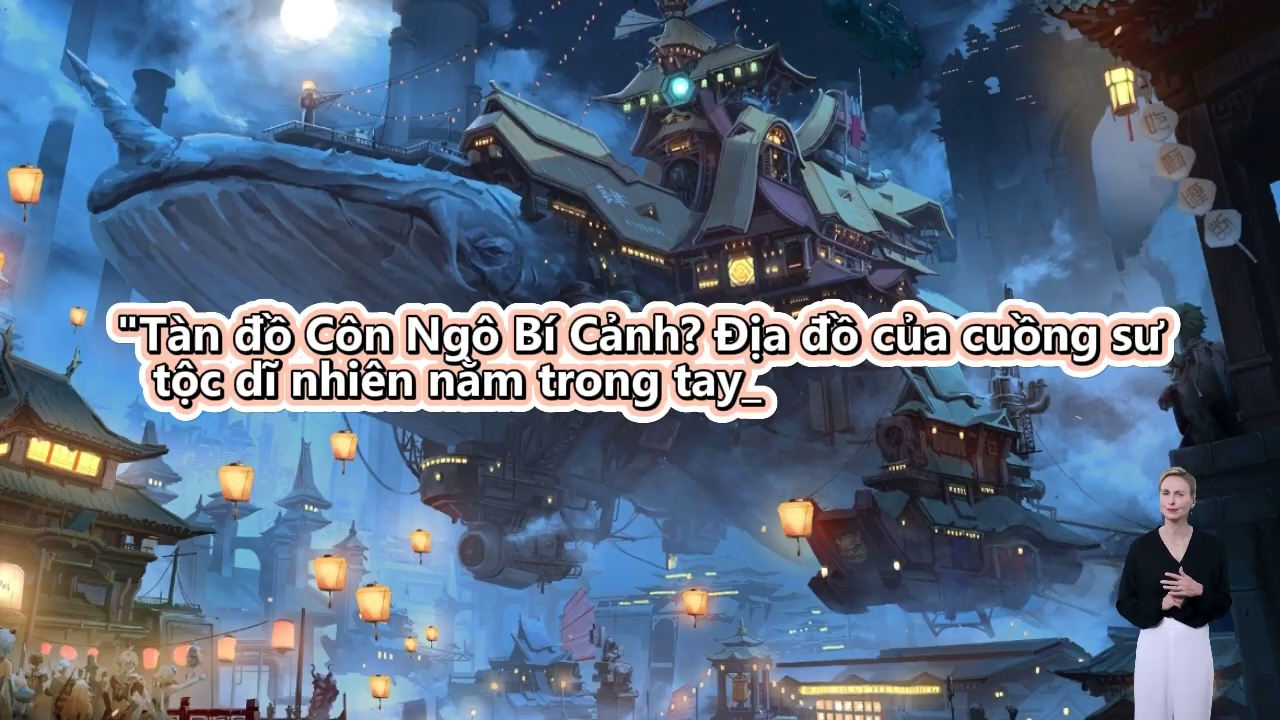 "Tàn đồ Côn Ngô Bí Cảnh? Địa đồ của cuồng sư
tộc dĩ nhiên nằm trong tay_